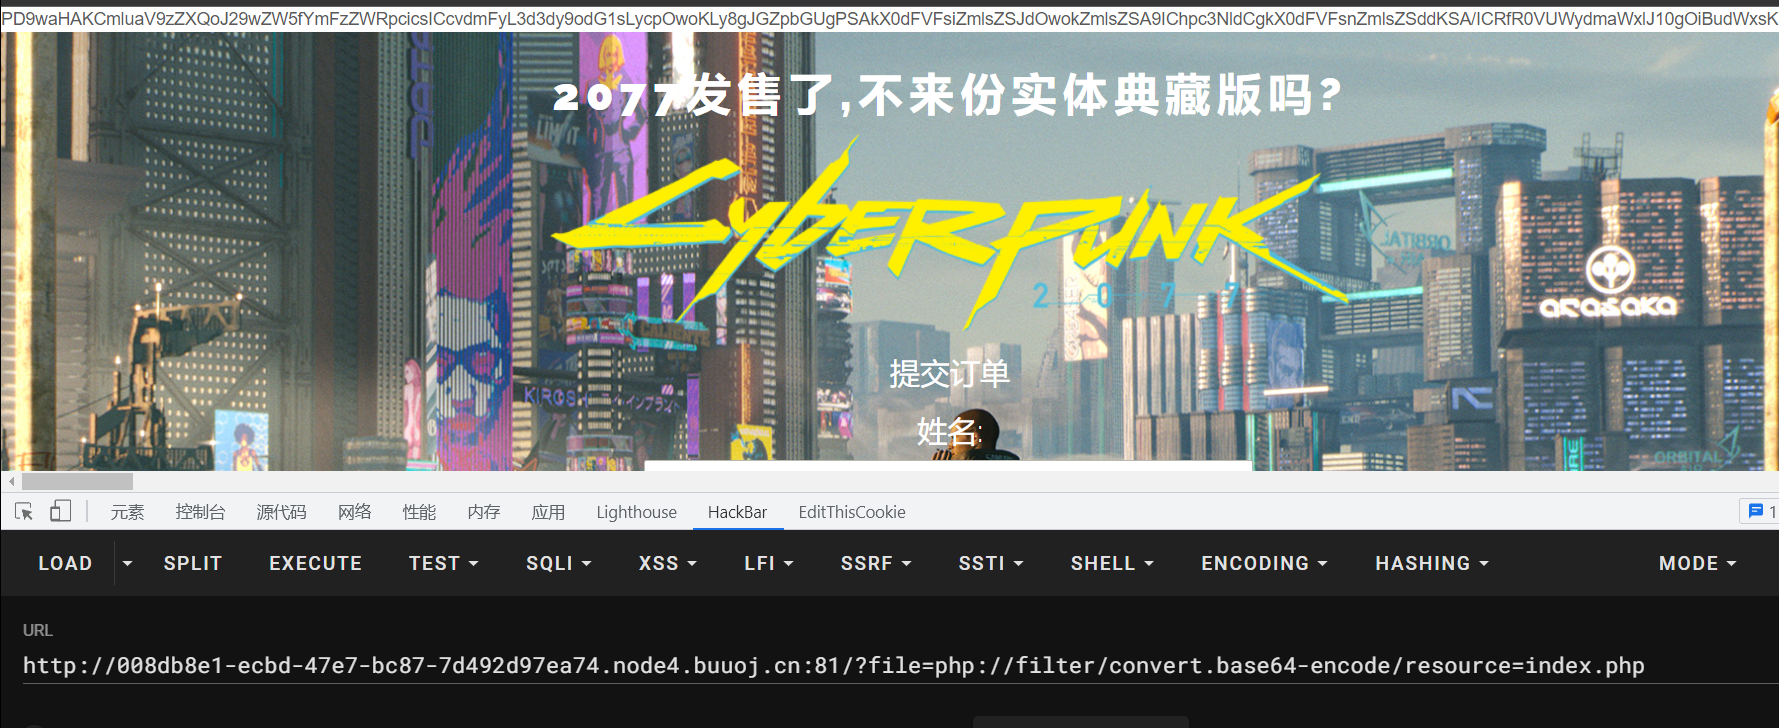 PD9waHAKCmluaV9zZXQoJ29wZW5fYmFzZWRpcicsICcvdmFyL3d3dy9odG1sLycpOwoKLy8gJGZpbGUgPSAkX0dFVFsiZmlsZSJdOwokZmlsZSA9IChpc3NldCgkX0dFVFsnZmlsZSddKSA/ICRfR0VUWydmaWxlJ10gOiBudWxsK
2077发售了,不来份实体典藏版吗?
CYBERPUNK
2077
ORBITAL
arasaka
KIROSHI
提交订单
姓名:
ORBITAL
元素 控制台 源代码 网络 性能 内存 应用 Lighthouse HackBar EditThisCookie 1
LOAD SPLIT EXECUTE TEST SQLI XSS LFI SSRF SSTI SHELL ENCODING HASHING MODE
URL
http://008db8e1-ecbd-47e7-bc87-7d492d97ea74.node4.buuoj.cn:81/?file=php://filter/convert.base64-encode/resource=index.php